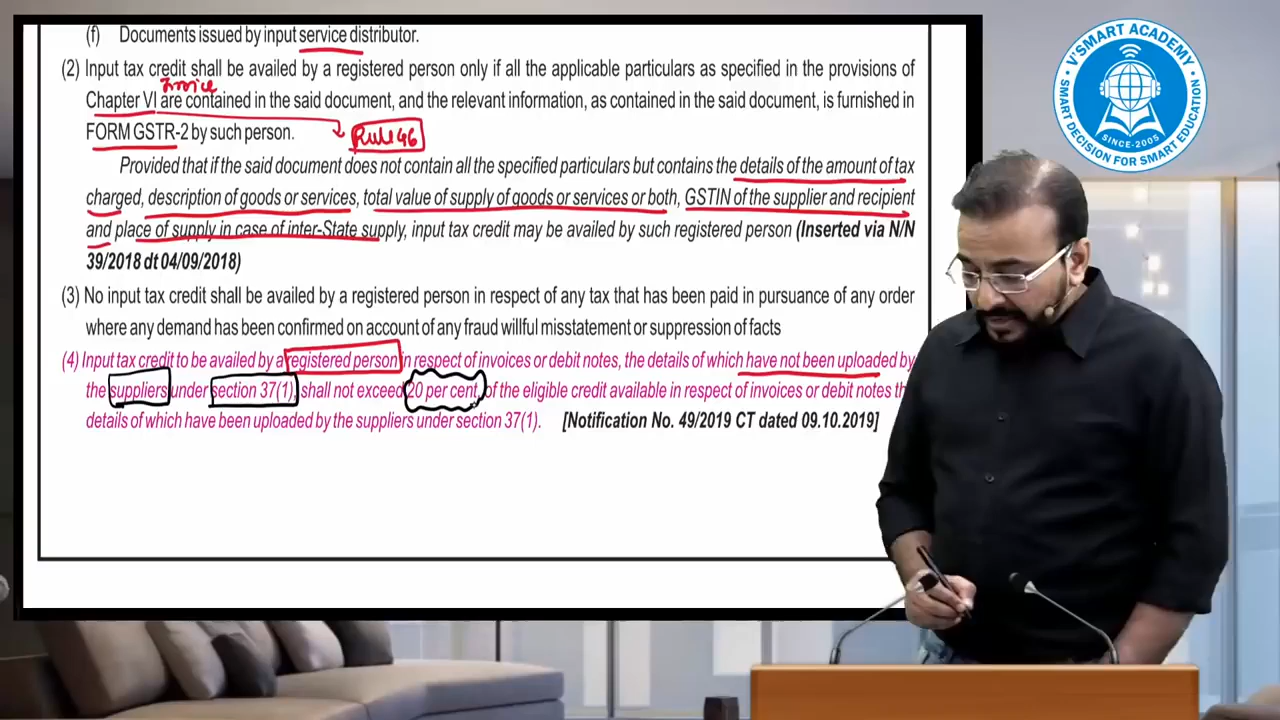 (f) Documents issued by input service distributor.
(2) Input tax credit shall be availed by a registered person only if all the applicable particulars as specified in the provisions of
Invoice
Chapter VI are contained in the said document, and the relevant information, as contained in the said document, is furnished in
FORM GSTR-2 by such person.
Rule 46
Provided that if the said document does not contain all the specified particulars but contains the details of the amount of tax
charged, description of goods or services, total value of supply of goods or services or both, GSTIN of the supplier and recipient
and place of supply in case of inter-State supply, input tax credit may be availed by such registered person (Inserted via N/N
39/2018 dt 04/09/2018)
(3) No input tax credit shall be availed by a registered person in respect of any tax that has been paid in pursuance of any order
where any demand has been confirmed on account of any fraud willful misstatement or suppression of facts
(4) Input tax credit to be availed by a registered person in respect of invoices or debit notes, the details of which have not been uploaded by
the suppliers under section 37(1), shall not exceed 20 per cent, of the eligible credit available in respect of invoices or debit notes
details of which have been uploaded by the suppliers under section 37(1). [Notification No. 49/2019 CT dated 09.10.2019]
V'SMART ACADEMY
SINCE-2005
SMART DECISION FOR SMART EDUCATION